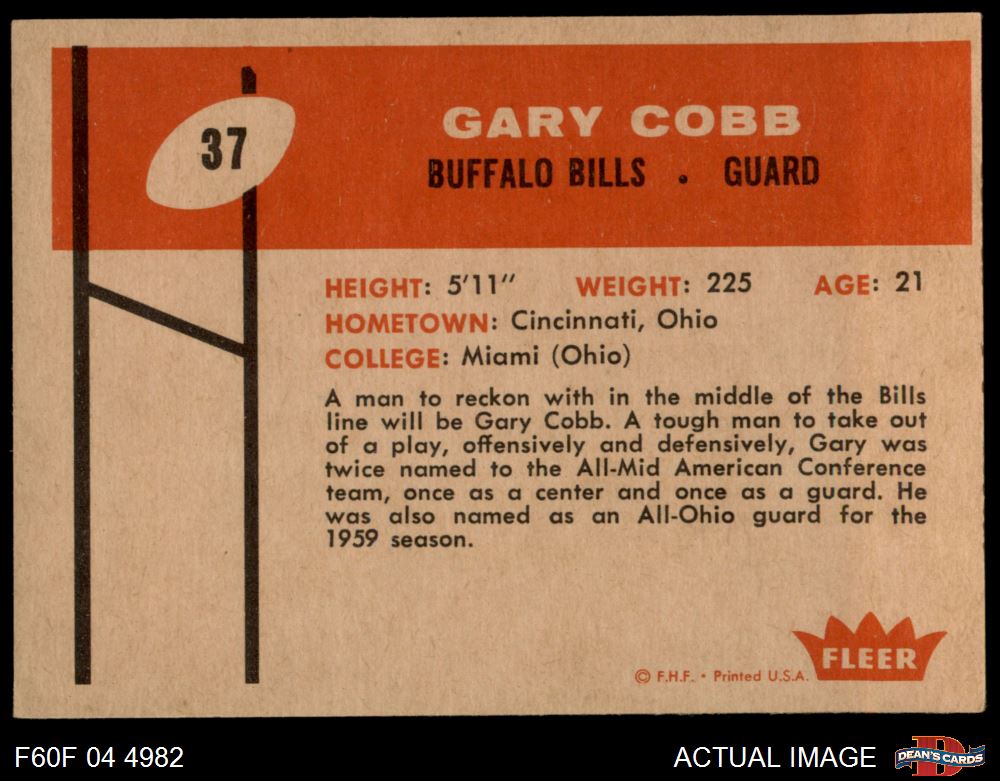 37
GARY COBB
BUFFALO BILLS . GUARD
HEIGHT: 5'11" WEIGHT: 225 AGE: 21
HOMETOWN: Cincinnati, Ohio
COLLEGE: Miami (Ohio)
A man to reckon with in the middle of the Bills
line will be Gary Cobb. A tough man to take out
of a play, offensively and defensively, Gary was
twice named to the All-Mid American Conference
team, once as a center and once as a guard. He
was also named as an All-Ohio guard for the
1959 season.
FLEER
© F.H.F. • Printed U.S.A.
F60F 04 4982
ACTUAL IMAGE
D
DEAN'S CARDS